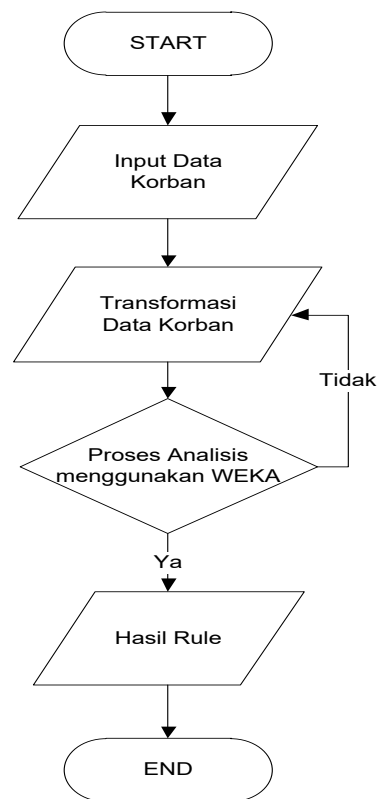 START
Input Data
Korban
Transformasi
Data Korban
Tidak
Proses Analisis
menggunakan WEKA
Ya
Hasil Rule
END